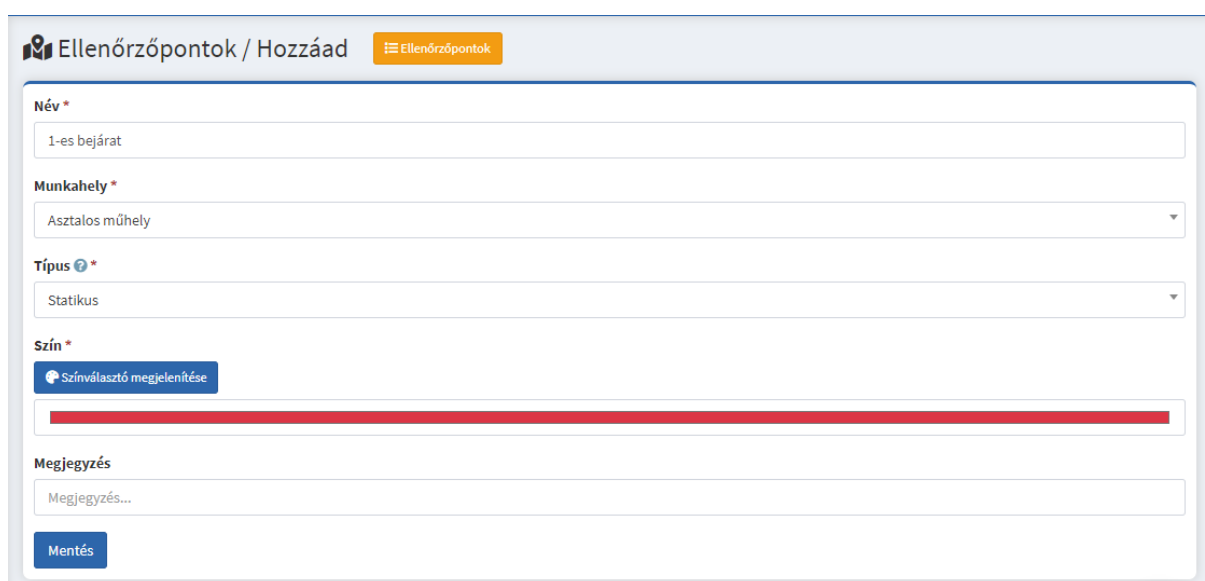 Ellenőrzőpontok / Hozzáad
Ellenőrzőpontok
Név *
1-es bejárat
Munkahely *
Asztalos műhely
Típus ? *
Statikus
Szín *
Színválasztó megjelenítése
Megjegyzés
Megjegyzés...
Mentés